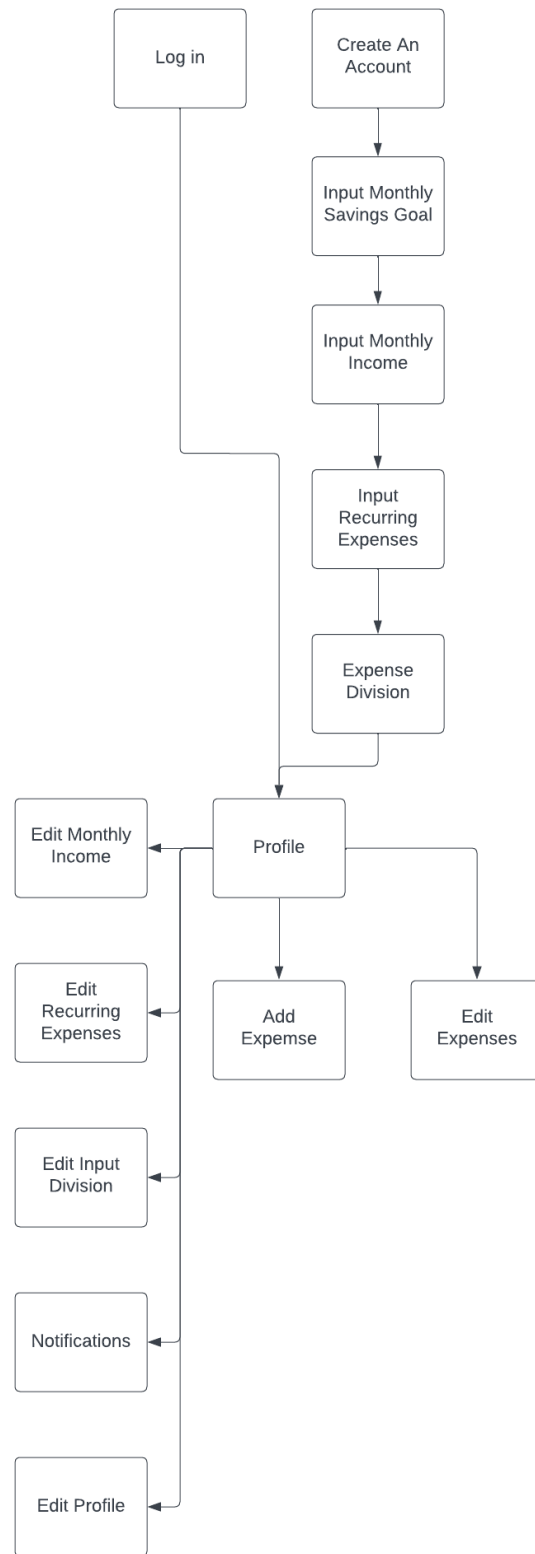 Log in
Create An
Account
Input Monthly
Savings Goal
Input Monthly
Income
Input
Recurring
Expenses
Expense
Division
Edit Monthly
Income
Profile
Edit
Recurring
Expenses
Add
Expemse
Edit
Expenses
Edit Input
Division
Notifications
Edit Profile